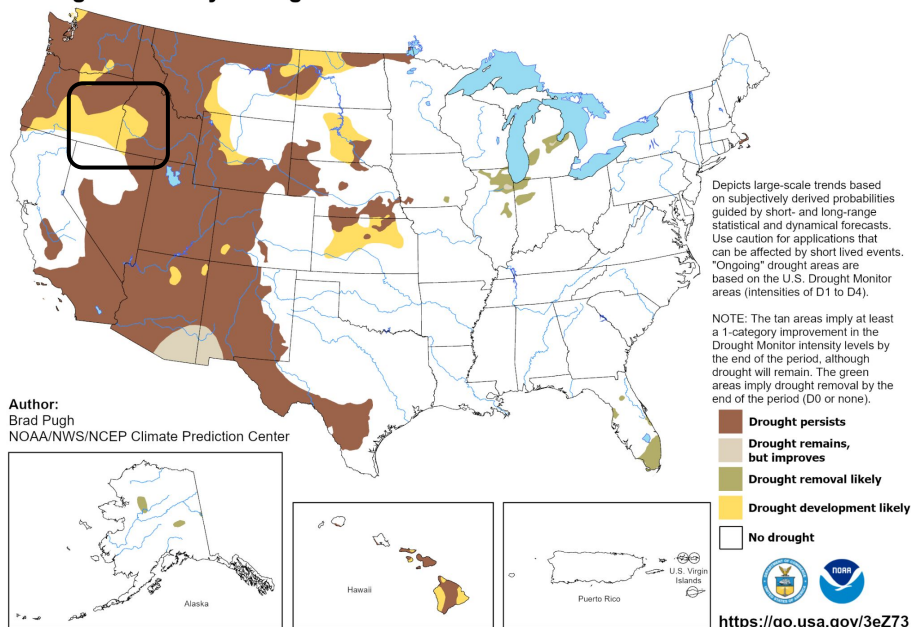 Depicts large-scale trends based
on subjectively derived probabilities
guided by short- and long-range
statistical and dynamical forecasts.
Use caution for applications that
can be affected by short lived events.
"Ongoing" drought areas are
based on the U.S. Drought Monitor
areas (intensities of D1 to D4).
NOTE: The tan areas imply at least
a 1-category improvement in the
Drought Monitor intensity levels by
the end of the period, although
drought will remain. The green
areas imply drought removal by the
end of the period (D0 or none).
Author:
Brad Pugh
NOAA/NWS/NCEP Climate Prediction Center
Drought persists
Drought remains,
but improves
Drought removal likely
Drought development likely
No drought
Alaska
Hawaii
Puerto Rico
U.S. Virgin
Islands
NOAA
https://go.usa.gov/3eZ73